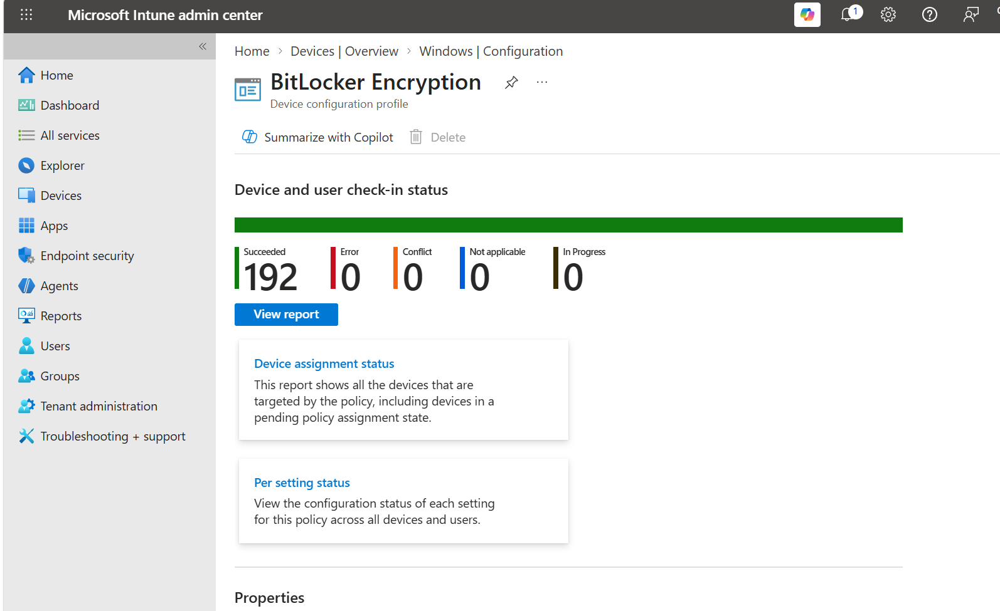 Microsoft Intune admin center
1
«
Home
Dashboard
All services
Explorer
Devices
Apps
Endpoint security
Agents
Reports
Users
Groups
Tenant administration
Troubleshooting + support
Home > Devices | Overview > Windows | Configuration
BitLocker Encryption
...
Device configuration profile
Summarize with Copilot
Delete
Device and user check-in status
Succeeded
192
Error
0
Conflict
0
Not applicable
0
In Progress
0
View report
Device assignment status
This report shows all the devices that are
targeted by the policy, including devices in a
pending policy assignment state.
Per setting status
View the configuration status of each setting
for this policy across all devices and users.
Properties